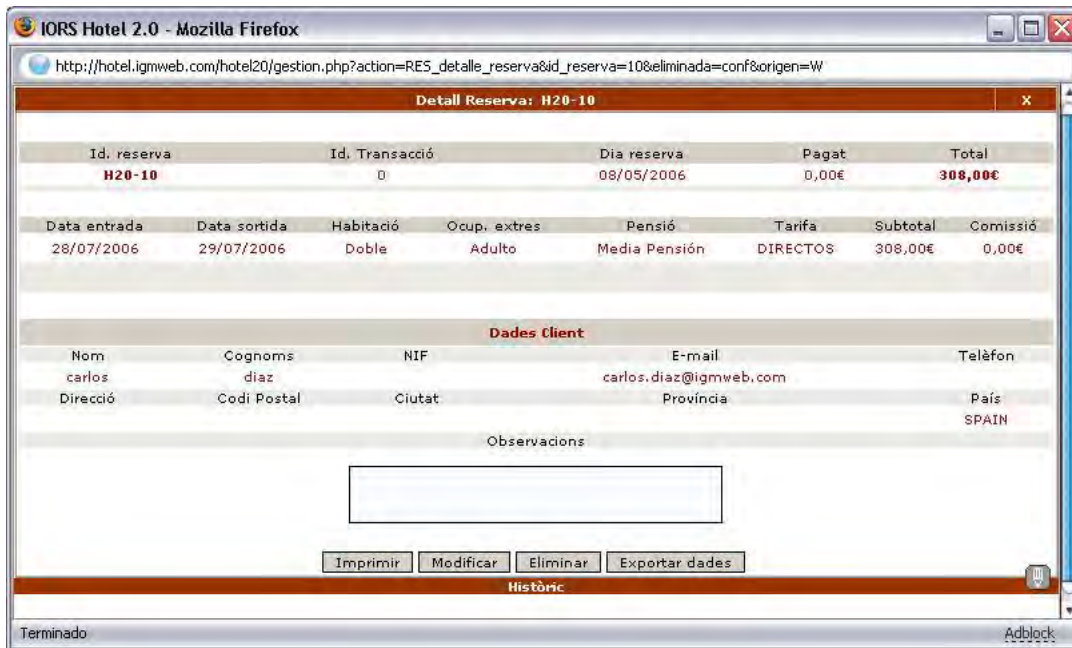 IORS Hotel 2.0 - Mozilla Firefox
http://hotel.igmweb.com/hotel20/gestion.php?action=RES_detalle_reserva&id_reserva=10&eliminada=conf&origen=W
Detall Reserva: H20-10 x
Id. reserva Id. Transacció Dia reserva Pagat Total
H20-10 0 08/05/2006 0,00€ 308,00€
Data entrada Data sortida Habitació Ocup. extres Pensió Tarifa Subtotal Comissió
28/07/2006 29/07/2006 Doble Adulto Media Pensión DIRECTOS 308,00€ 0,00€
Dades Client
Nom Cognoms NIF E-mail Telèfon
carlos diaz carlos.diaz@igmweb.com
Direcció Codi Postal Ciutat Província País
SPAIN
Observacions
Imprimir Modificar Eliminar Exportar dades
Històric
Terminado Adblock